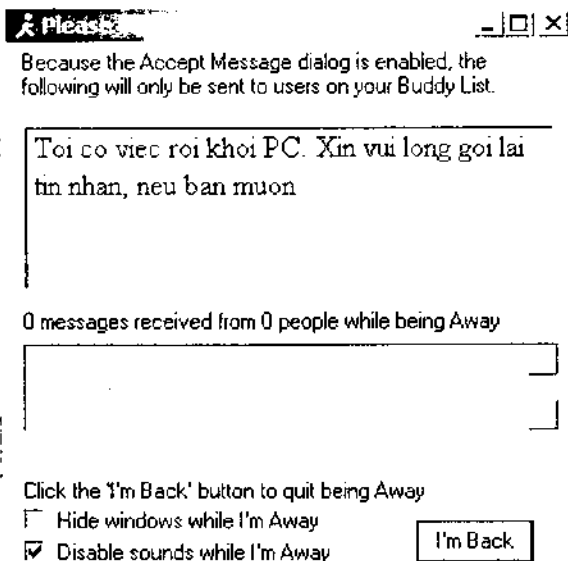 Because the Accept Message dialog is enabled, the
following will only be sent to users on your Buddy List.
Toi co viec roi khoi PC. Xin vui long goi lai
tin nhan, neu ban muon
0 messages received from 0 people while being Away
Click the 'I'm Back' button to quit being Away
Hide windows while I'm Away
Disable sounds while I'm Away
I'm Back